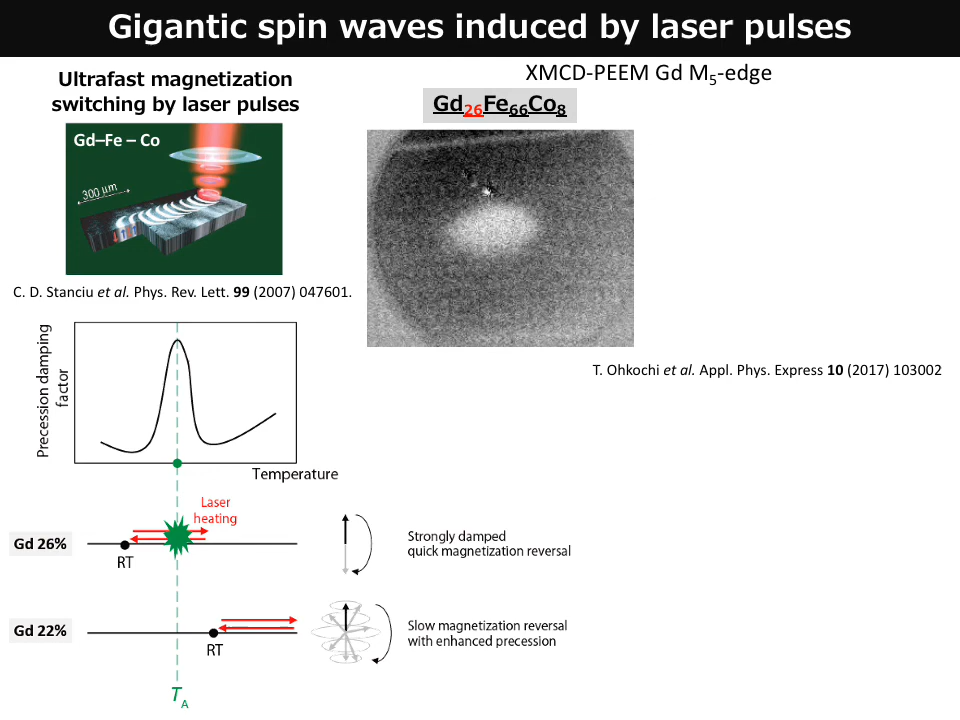 Gigantic spin waves induced by laser pulses
Ultrafast magnetization
switching by laser pulses
Gd–Fe – Co
300 µm
C. D. Stanciu et al. Phys. Rev. Lett. 99 (2007) 047601.
XMCD-PEEM Gd M5-edge
Gd26Fe66Co8
T. Ohkochi et al. Appl. Phys. Express 10 (2017) 103002
Precession damping
factor
Temperature
Laser
heating
Gd 26%
RT
Strongly damped
quick magnetization reversal
Gd 22%
RT
Slow magnetization reversal
with enhanced precession
TA